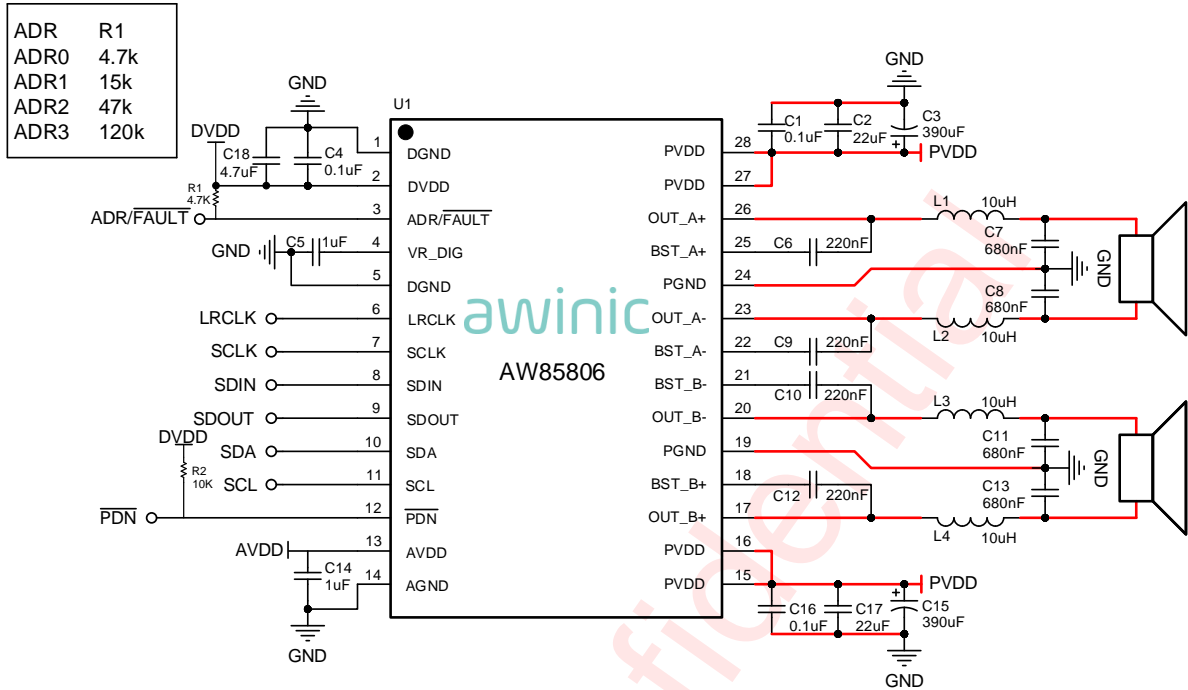 ADR R1
ADR0 4.7k
ADR1 15k
ADR2 47k
ADR3 120k
GND
DVDD
C18
4.7uF
C4
0.1uF
R1
4.7K
ADR/FAULT
GND
C5
1uF
LRCLK
SCLK
SDIN
SDOUT
DVDD
SDA
R2
10K
SCL
PDN
AVDD
C14
1uF
GND
U1
1 DGND
2 DVDD
3 ADR/FAULT
4 VR_DIG
5 DGND
6 LRCLK
7 SCLK
8 SDIN
9 SDOUT
10 SDA
11 SCL
12 PDN
13 AVDD
14 AGND
awinic
AW85806
PVDD 28
PVDD 27
OUT_A+ 26
BST_A+ 25
PGND 24
OUT_A- 23
BST_A- 22
BST_B- 21
OUT_B- 20
PGND 19
BST_B+ 18
OUT_B+ 17
PVDD 16
PVDD 15
GND
C1
0.1uF
C2
22uF
C3
390uF
+
PVDD
L1 10uH
C6 220nF
C7
680nF
GND
C8
680nF
L2 10uH
C9 220nF
C10 220nF
L3 10uH
C11
680nF
GND
C13
680nF
C12 220nF
L4 10uH
PVDD
+
C16
0.1uF
C17
22uF
C15
390uF
GND
fidential